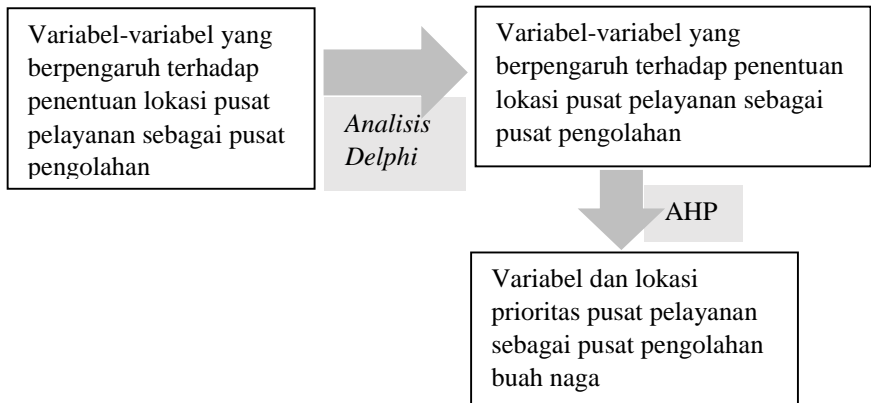 Variabel-variabel yang
berpengaruh terhadap
penentuan lokasi pusat
pelayanan sebagai pusat
pengolahan
Analisis
Delphi
Variabel-variabel yang
berpengaruh terhadap penentuan
lokasi pusat pelayanan sebagai
pusat pengolahan
AHP
Variabel dan lokasi
prioritas pusat pelayanan
sebagai pusat pengolahan
buah naga